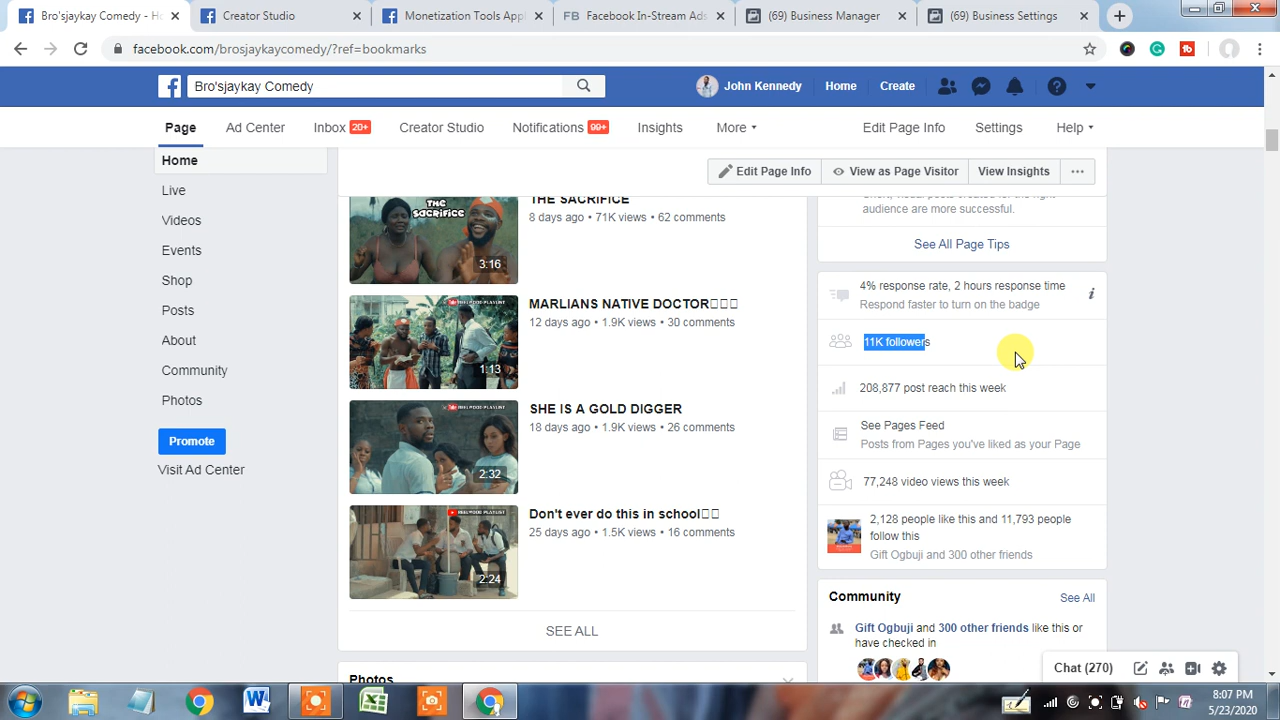 Bro'sjaykay Comedy - Ho
Creator Studio
Monetization Tools Appl
FB Facebook In-Stream Ads
(69) Business Manager
(69) Business Settings
facebook.com/brosjaykaycomedy/?ref=bookmarks
Bro'sjaykay Comedy
John Kennedy
Home
Create
Page
Ad Center
Inbox 20+
Creator Studio
Notifications 99+
Insights
More
Edit Page Info
Settings
Help
Home
Live
Videos
Events
Shop
Posts
About
Community
Photos
Promote
Visit Ad Center
Edit Page Info
View as Page Visitor
View Insights
THE SACRIFICE
8 days ago • 71K views • 62 comments
THE
SACRIFICE
3:16
MARLIANS NATIVE DOCTOR□□□
12 days ago • 1.9K views • 30 comments
1:13
SHE IS A GOLD DIGGER
18 days ago • 1.9K views • 26 comments
2:32
Don't ever do this in school□□
25 days ago • 1.5K views • 16 comments
2:24
SEE ALL
Photos
audience are more successful.
See All Page Tips
4% response rate, 2 hours response time
Respond faster to turn on the badge
11K followers
208,877 post reach this week
See Pages Feed
Posts from Pages you've liked as your Page
77,248 video views this week
2,128 people like this and 11,793 people
follow this
Gift Ogbuji and 300 other friends
Community
See All
Gift Ogbuji and 300 other friends like this or
have checked in
Chat (270)
8:07 PM
5/23/2020